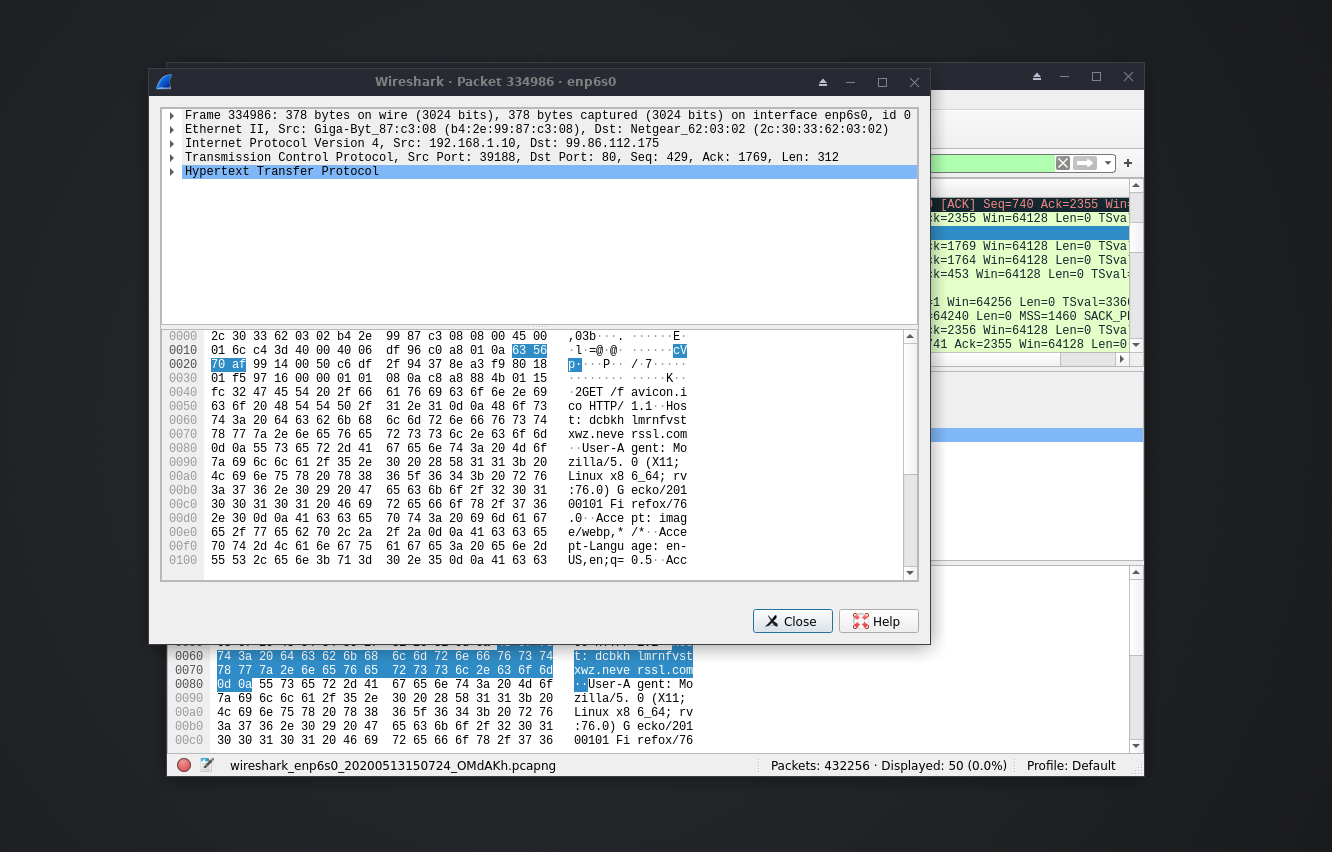 Wireshark · Packet 334986 · enp6s0
Frame 334986: 378 bytes on wire (3024 bits), 378 bytes captured (3024 bits) on interface enp6s0, id 0
Ethernet II, Src: Giga-Byt_87:c3:08 (b4:2e:99:87:c3:08), Dst: Netgear_62:03:02 (2c:30:33:62:03:02)
Internet Protocol Version 4, Src: 192.168.1.10, Dst: 99.86.112.175
Transmission Control Protocol, Src Port: 39188, Dst Port: 80, Seq: 429, Ack: 1769, Len: 312
Hypertext Transfer Protocol
0000 2c 30 33 62 03 02 b4 2e 99 87 c3 08 08 00 45 00 ,03b···. ······E·
0010 01 6c c4 3d 40 00 40 06 df 96 c0 a8 01 0a 63 56 ·l·=@·@· ······cV
0020 70 af 99 14 00 50 c6 df 2f 94 37 8e a3 f9 80 18 p····P·· /·7·····
0030 01 f5 97 16 00 00 01 01 08 0a c8 a8 88 4b 01 15 ········ ·····K··
0040 fc 32 47 45 54 20 2f 66 61 76 69 63 6f 6e 2e 69 ·2GET /f avicon.i
0050 63 6f 20 48 54 54 50 2f 31 2e 31 0d 0a 48 6f 73 co HTTP/ 1.1··Hos
0060 74 3a 20 64 63 62 6b 68 6c 6d 72 6e 66 76 73 74 t: dcbkh lmrnfvst
0070 78 77 7a 2e 6e 65 76 65 72 73 73 6c 2e 63 6f 6d xwz.neve rssl.com
0080 0d 0a 55 73 65 72 2d 41 67 65 6e 74 3a 20 4d 6f ··User-A gent: Mo
0090 7a 69 6c 6c 61 2f 35 2e 30 20 28 58 31 31 3b 20 zilla/5. 0 (X11;
00a0 4c 69 6e 75 78 20 78 38 36 5f 36 34 3b 20 72 76 Linux x8 6_64; rv
00b0 3a 37 36 2e 30 29 20 47 65 63 6b 6f 2f 32 30 31 :76.0) G ecko/201
00c0 30 30 31 30 31 20 46 69 72 65 66 6f 78 2f 37 36 00101 Fi refox/76
00d0 2e 30 0d 0a 41 63 63 65 70 74 3a 20 69 6d 61 67 .0··Acce pt: imag
00e0 65 2f 77 65 62 70 2c 2a 2f 2a 0d 0a 41 63 63 65 e/webp,* /*··Acce
00f0 70 74 2d 4c 61 6e 67 75 61 67 65 3a 20 65 6e 2d pt-Langu age: en-
0100 55 53 2c 65 6e 3b 71 3d 30 2e 35 0d 0a 41 63 63 US,en;q= 0.5··Acc
Close Help
[ACK] Seq=740 Ack=2355 Win=
k=2355 Win=64128 Len=0 TSva
k=1769 Win=64128 Len=0 TSva
k=1764 Win=64128 Len=0 TSva
k=453 Win=64128 Len=0 TSval=
=1 Win=64256 Len=0 TSval=336
=64240 Len=0 MSS=1460 SACK_P
k=2356 Win=64128 Len=0 TSva
741 Ack=2356 Win=64128 Len=0
0060 74 3a 20 64 63 62 6b 68 6c 6d 72 6e 66 76 73 74 t: dcbkh lmrnfvst
0070 78 77 7a 2e 6e 65 76 65 72 73 73 6c 2e 63 6f 6d xwz.neve rssl.com
0080 0d 0a 55 73 65 72 2d 41 67 65 6e 74 3a 20 4d 6f ··User-A gent: Mo
0090 7a 69 6c 6c 61 2f 35 2e 30 20 28 58 31 31 3b 20 zilla/5. 0 (X11;
00a0 4c 69 6e 75 78 20 78 38 36 5f 36 34 3b 20 72 76 Linux x8 6_64; rv
00b0 3a 37 36 2e 30 29 20 47 65 63 6b 6f 2f 32 30 31 :76.0) G ecko/201
00c0 30 30 31 30 31 20 46 69 72 65 66 6f 78 2f 37 36 00101 Fi refox/76
wireshark_enp6s0_20200513150724_OMdAKh.pcapng Packets: 432256 · Displayed: 50 (0.0%) Profile: Default